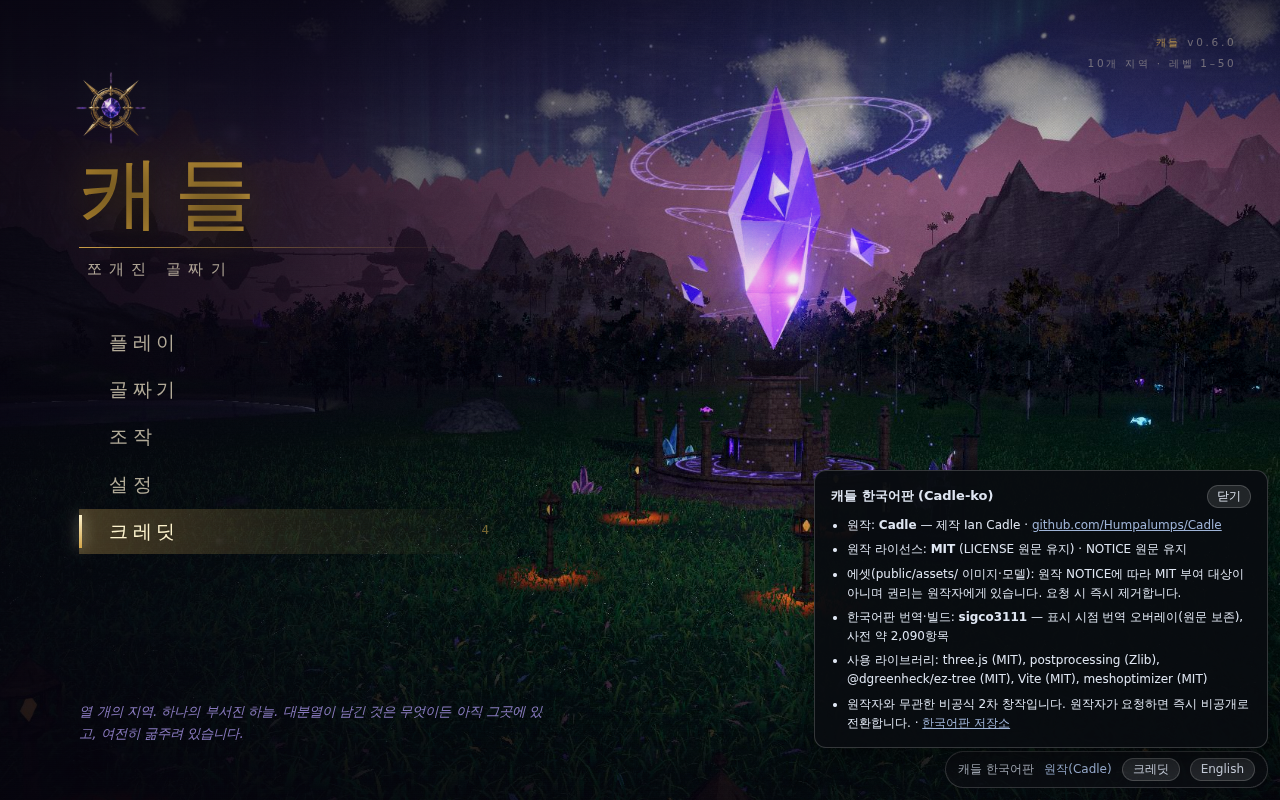 캐들 v0.6.0
10개 지역 · 레벨 1–50
캐들
쪼개진 골짜기
플레이
골짜기
조작
설정
크레딧 4
열 개의 지역. 하나의 부서진 하늘. 대분열이 남긴 것은 무엇이든 아직 그곳에 있
고, 여전히 굶주려 있습니다.
캐들 한국어판 (Cadle-ko) 닫기
• 원작: Cadle — 제작 Ian Cadle · github.com/Humpalumps/Cadle
• 원작 라이선스: MIT (LICENSE 원문 유지) · NOTICE 원문 유지
• 에셋(public/assets/ 이미지·모델): 원작 NOTICE에 따라 MIT 부여 대상이
아니며 권리는 원작자에게 있습니다. 요청 시 즉시 제거합니다.
• 한국어판 번역·빌드: sigco3111 — 표시 시점 번역 오버레이(원문 보존),
사전 약 2,090항목
• 사용 라이브러리: three.js (MIT), postprocessing (Zlib),
@dgreenheck/ez-tree (MIT), Vite (MIT), meshoptimizer (MIT)
• 원작자와 무관한 비공식 2차 창작입니다. 원작자가 요청하면 즉시 비공개로
전환합니다. · 한국어판 저장소
캐들 한국어판 원작(Cadle) 크레딧 English